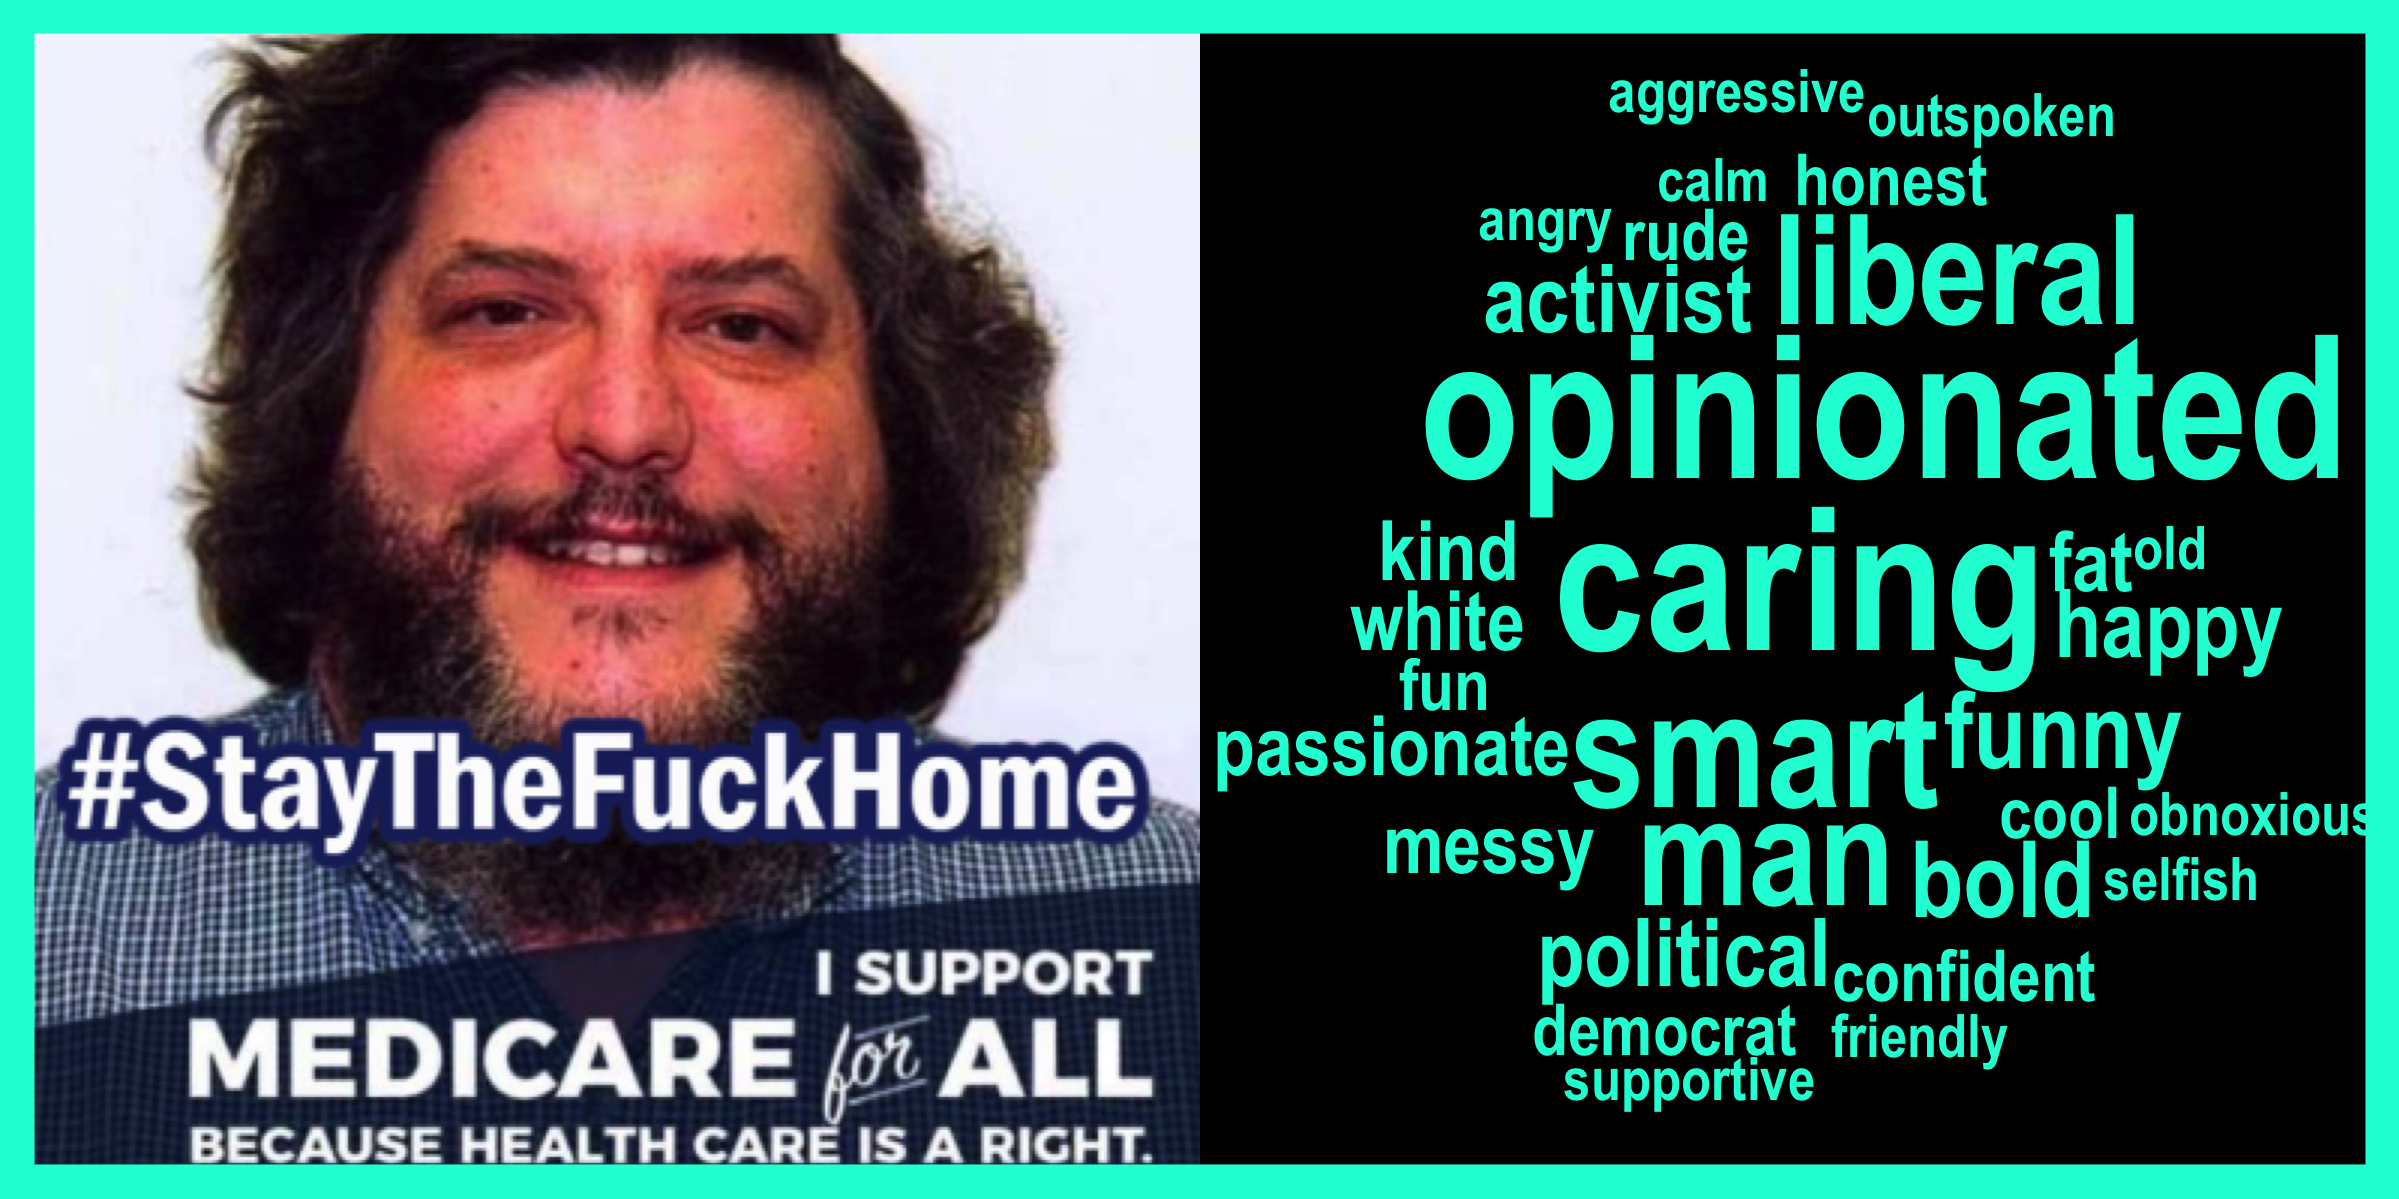 #StayTheFuckHome
I SUPPORT
MEDICARE for ALL
BECAUSE HEALTH CARE IS A RIGHT.
aggressive outspoken
calm honest
angry rude liberal
activist
opinionated
kind caring fat old
white happy
fun
passionate smart funny
cool obnoxious
messy man bold selfish
political confident
democrat friendly
supportive